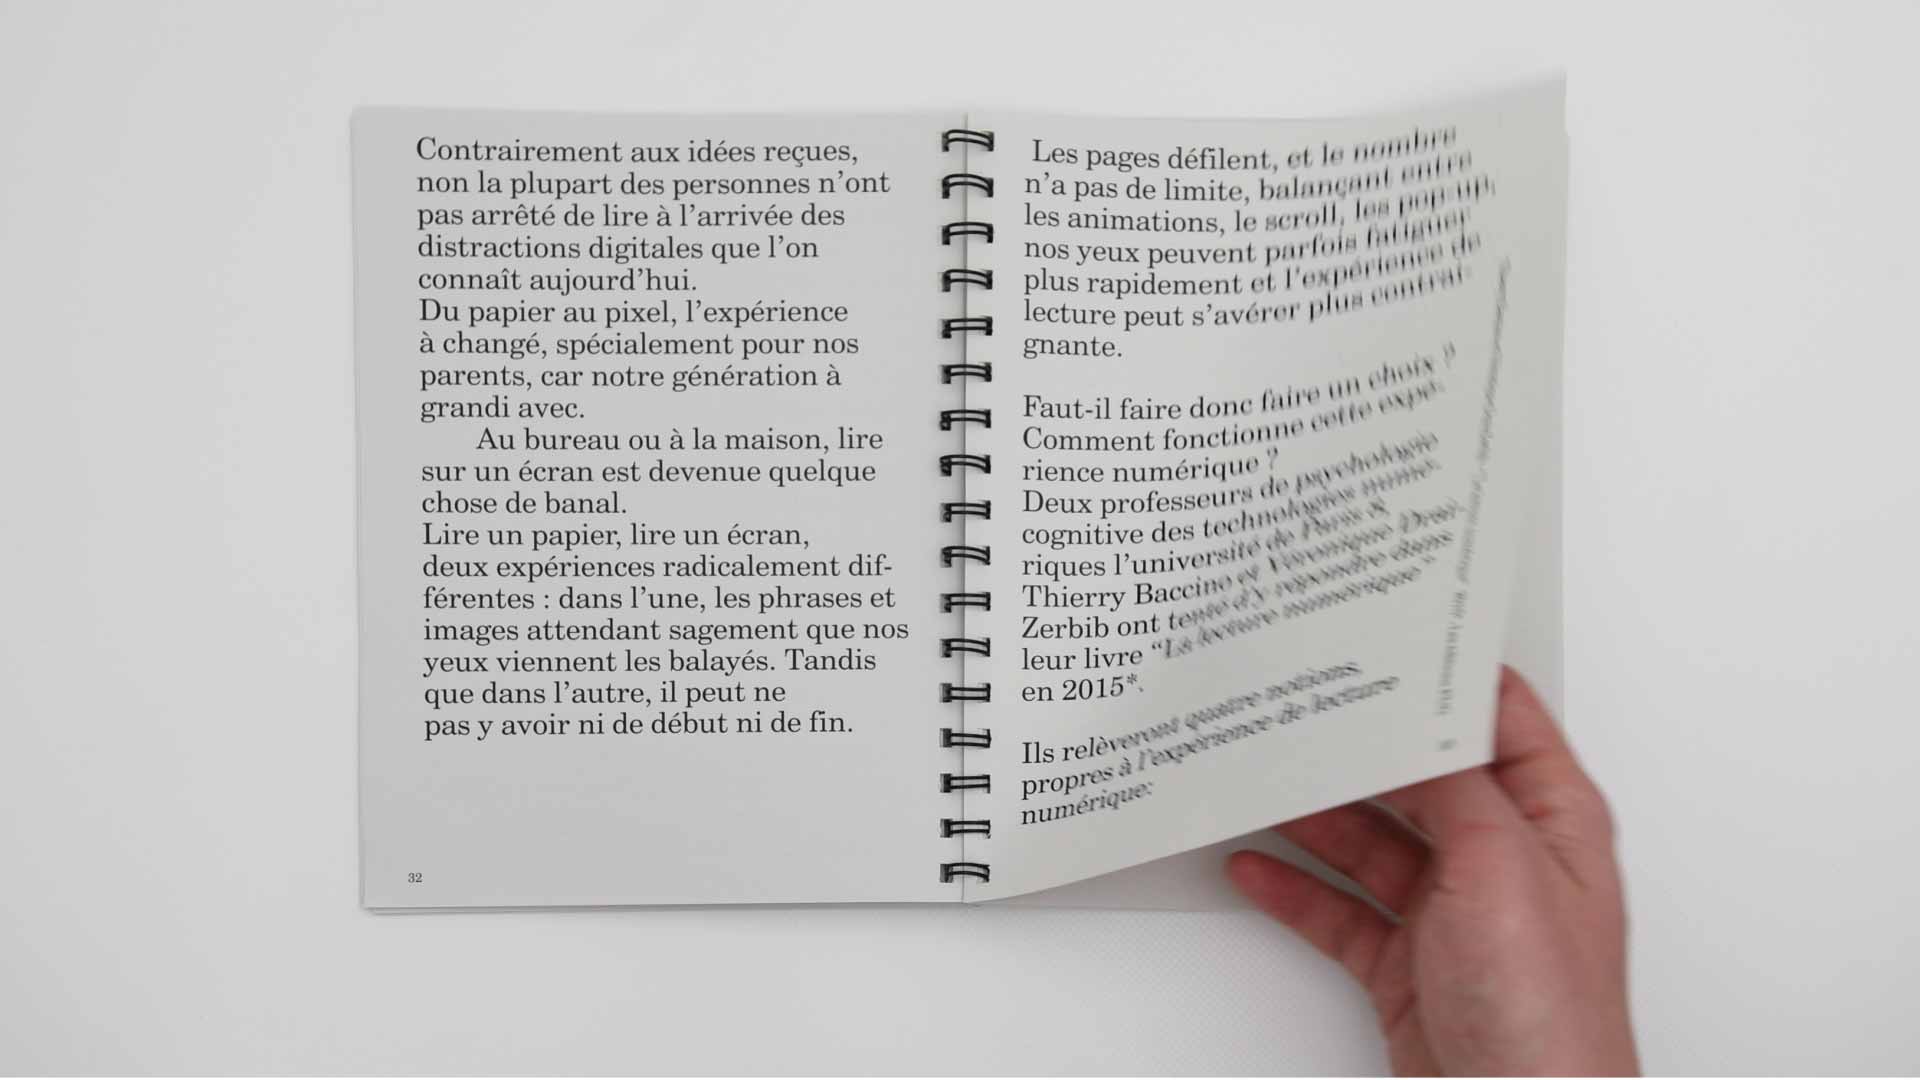 Contrairement aux idées reçues,
non la plupart des personnes n’ont
pas arrêté de lire à l’arrivée des
distractions digitales que l’on
connaît aujourd’hui.
Du papier au pixel, l’expérience
à changé, spécialement pour nos
parents, car notre génération à
grandi avec.
Au bureau ou à la maison, lire
sur un écran est devenue quelque
chose de banal.
Lire un papier, lire un écran,
deux expériences radicalement dif-
férentes : dans l’une, les phrases et
images attendant sagement que nos
yeux viennent les balayés. Tandis
que dans l’autre, il peut ne
pas y avoir ni de début ni de fin.
32
Les pages défilent, et le nombre
n’a pas de limite, balançant entre
les animations, le scroll, les pop-up,
nos yeux peuvent parfois fatiguer
plus rapidement et l’expérience de
lecture peut s’avérer plus contrai-
gnante.
Faut-il faire donc faire un choix ?
Comment fonctionne cette expé-
rience numérique ?
Deux professeurs de psychologie
cognitive des technologies numé-
riques l’université de Paris 8
Thierry Baccino et Véronique Drai-
Zerbib ont tenté d’y répondre dans
leur livre “La lecture numérique ”
en 2015*.
Ils relèveront quatre notions
propres à l’expérience de lecture
numérique: